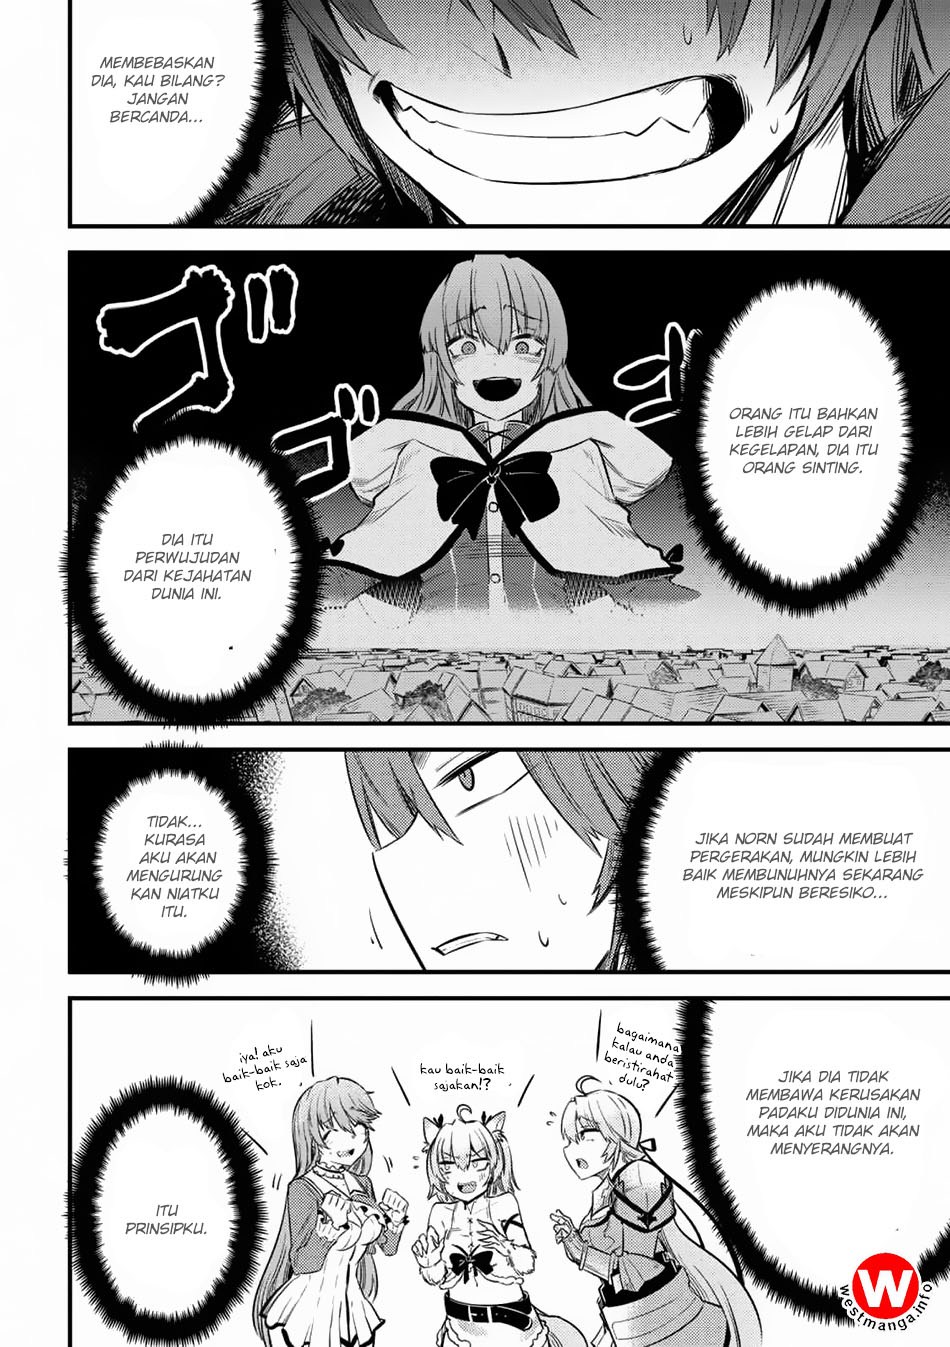 MEMBEBASKAN
DIA, KAU BILANG?
JANGAN
BERCANDA...
ゴ
ゴ
ゴ
ORANG ITU BAHKAN
LEBIH GELAP DARI
KEGELAPAN, DIA ITU
ORANG SINTING.
DIA ITU
PERWUJUDAN
DARI KEJAHATAN
DUNIA INI.
JIKA NORN SUDAH MEMBUAT
PERGERAKAN, MUNGKIN LEBIH
BAIK MEMBUNUHNYA SEKARANG
MESKIPUN BERESIKO...
TIDAK...
KURASA
AKU AKAN
MENGURUNG
KAN NIATKU
ITU.
bagaimana
kalau anda
beristirahat
dulu?
kau baik-baik
sajakan!?
iya! aku
baik-baik saja
kok.
JIKA DIA TIDAK
MEMBAWA KERUSAKAN
PADAKU DIDUNIA INI,
MAKA AKU TIDAK AKAN
MENYERANGNYA.
ITU
PRINSIPKU.
W
westmanga.info